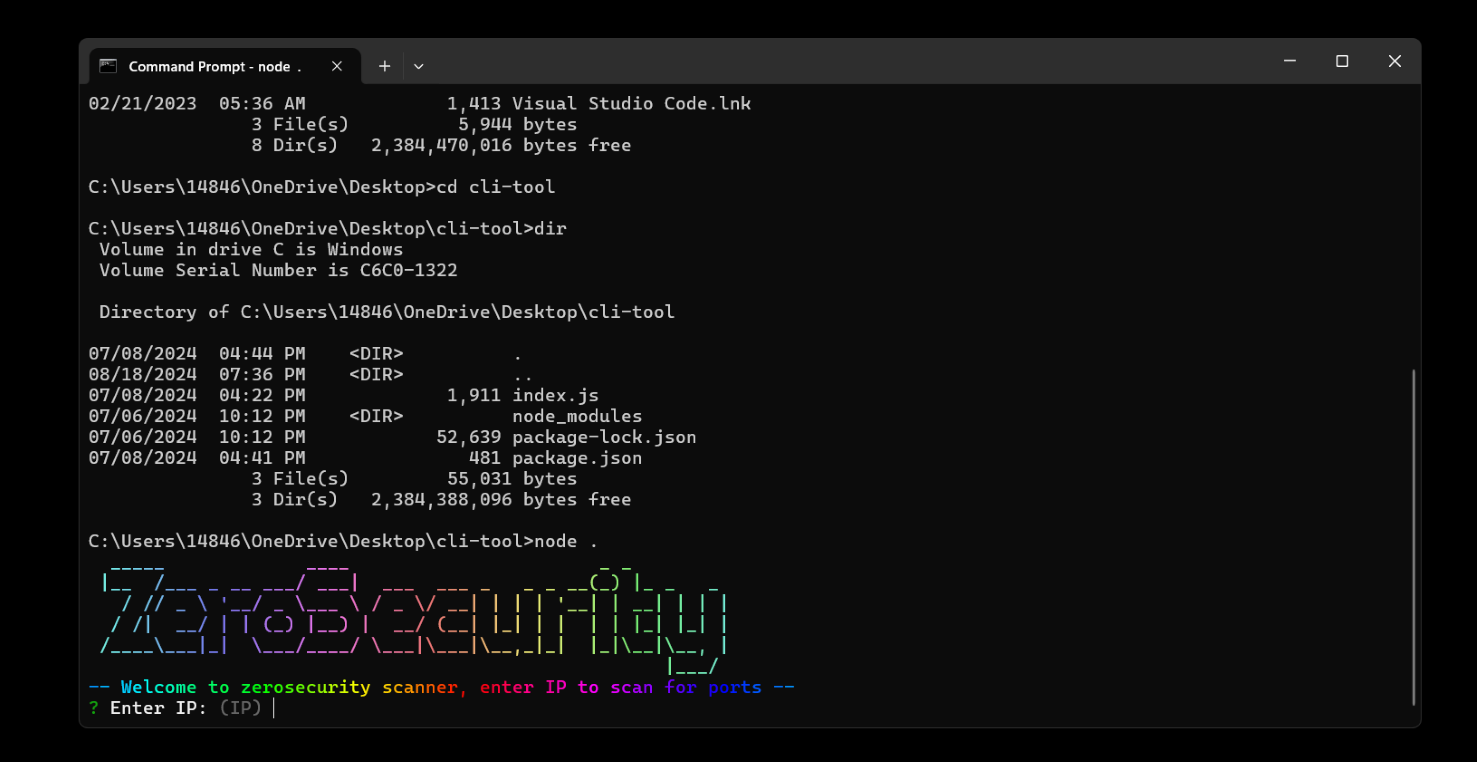 Command Prompt - node .
02/21/2023  05:36 AM             1,413 Visual Studio Code.lnk
               3 File(s)          5,944 bytes
               8 Dir(s)   2,384,470,016 bytes free
C:\Users\14846\OneDrive\Desktop>cd cli-tool
C:\Users\14846\OneDrive\Desktop\cli-tool>dir
 Volume in drive C is Windows
 Volume Serial Number is C6C0-1322
 Directory of C:\Users\14846\OneDrive\Desktop\cli-tool
07/08/2024  04:44 PM    <DIR>          .
08/18/2024  07:36 PM    <DIR>          ..
07/08/2024  04:22 PM             1,911 index.js
07/06/2024  10:12 PM    <DIR>          node_modules
07/06/2024  10:12 PM            52,639 package-lock.json
07/08/2024  04:41 PM               481 package.json
               3 File(s)         55,031 bytes
               3 Dir(s)   2,384,388,096 bytes free
C:\Users\14846\OneDrive\Desktop\cli-tool>node .
ZeroSecurity
-- Welcome to zerosecurity scanner, enter IP to scan for ports --
? Enter IP: (IP)